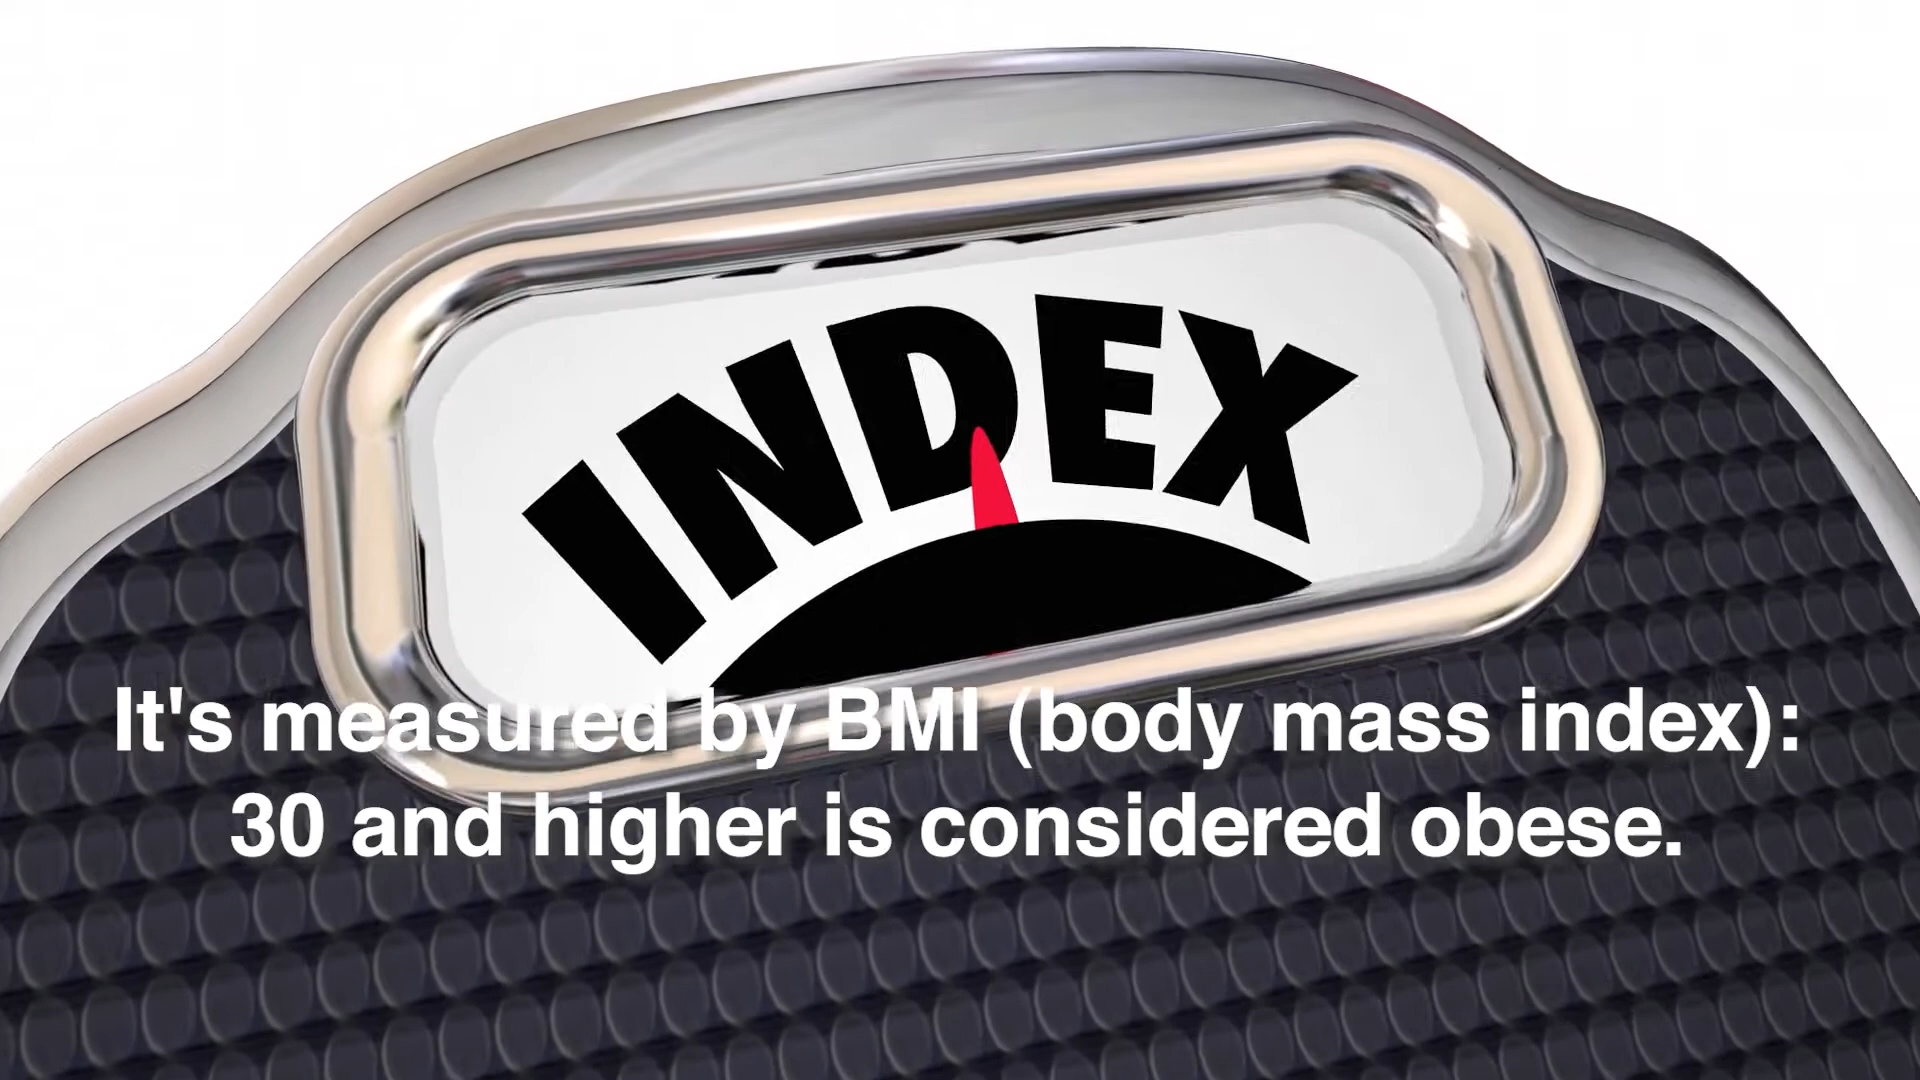 INDEX
It's measured by BMI (body mass index):
30 and higher is considered obese.